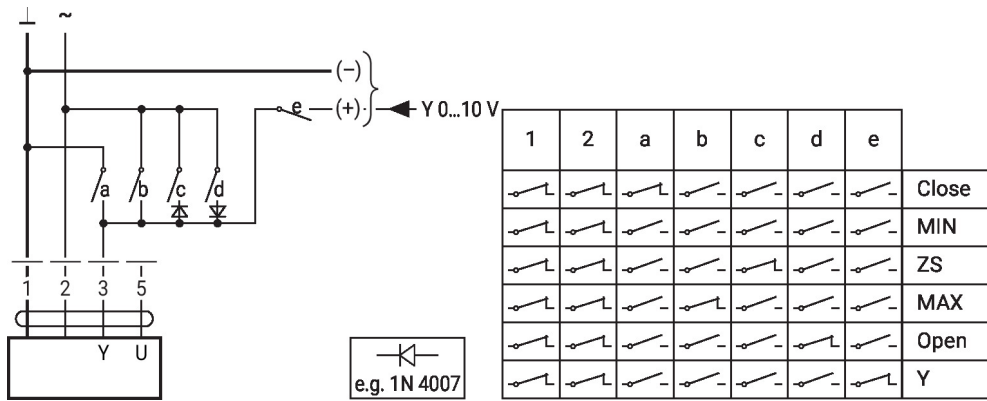 ⊥ ~
(–)
e (+) Y 0...10 V
a b c d
1 2 3 5
Y U
e.g. 1N 4007
1 2 a b c d e
Close
MIN
ZS
MAX
Open
Y